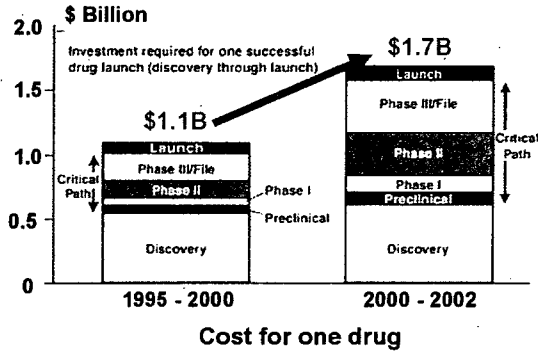 $ Billion
2.0
1.5
1.0
0.5
0
Investment required for one successful
drug launch (discovery through launch)
$1.1B
Launch
Phase III/File
Phase II
Phase I
Preclinical
Discovery
Critical
Path
$1.7B
Launch
Phase III/File
Phase II
Phase I
Preclinical
Discovery
Critical
Path
1995 - 2000
2000 - 2002
Cost for one drug